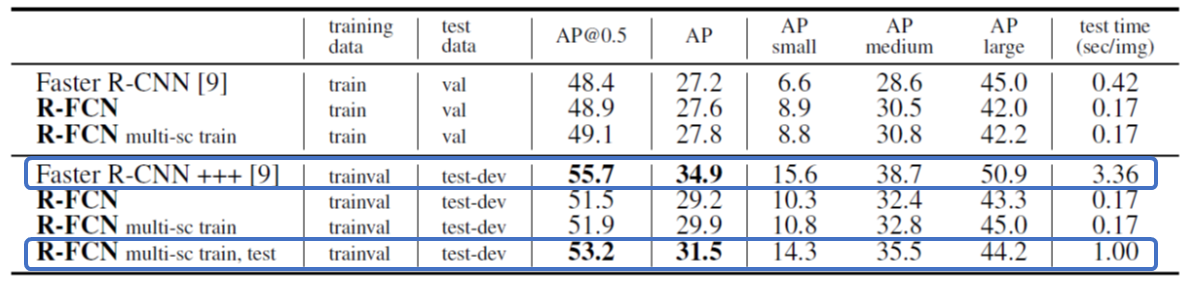 training data test data AP@0.5 AP AP small AP medium AP large test time (sec/img)
Faster R-CNN [9] train val 48.4 27.2 6.6 28.6 45.0 0.42
R-FCN train val 48.9 27.6 8.9 30.5 42.0 0.17
R-FCN multi-sc train train val 49.1 27.8 8.8 30.8 42.2 0.17
Faster R-CNN +++ [9] trainval test-dev 55.7 34.9 15.6 38.7 50.9 3.36
R-FCN trainval test-dev 51.5 29.2 10.3 32.4 43.3 0.17
R-FCN multi-sc train trainval test-dev 51.9 29.9 10.8 32.8 45.0 0.17
R-FCN multi-sc train, test trainval test-dev 53.2 31.5 14.3 35.5 44.2 1.00